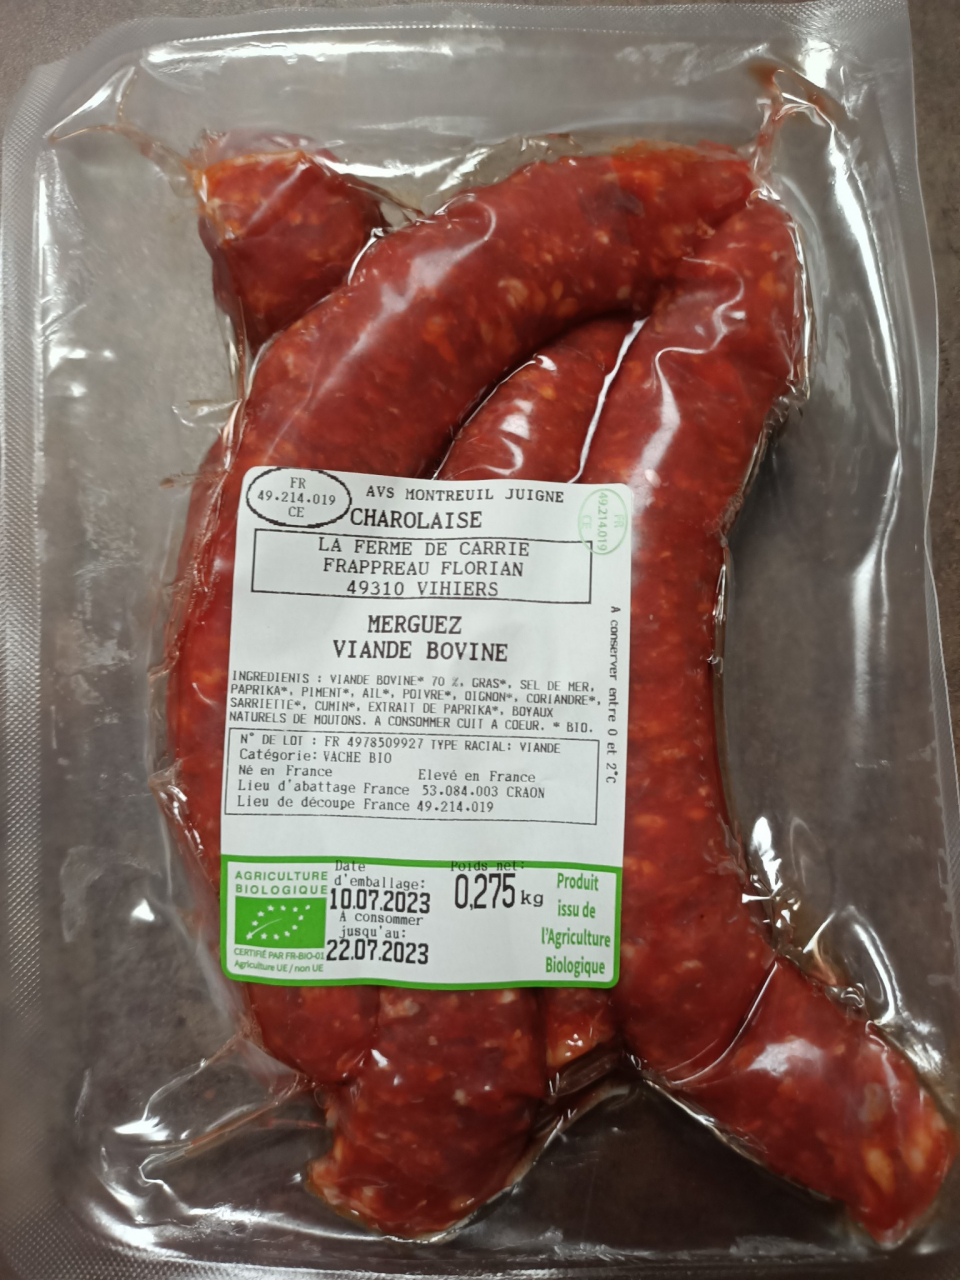 FR
49.214.019
CE
AVS MONTREUIL JUIGNE
CHAROLAISE
FR
49.214.019
CE
LA FERME DE CARRIE
FRAPPREAU FLORIAN
49310 VIHIERS
MERGUEZ
VIANDE BOVINE
A conserver entre 0 et 2°C
INGREDIENTS : VIANDE BOVINE* 70 %, GRAS*, SEL DE MER,
PAPRIKA*, PIMENT*, AIL*, POIVRE*, OIGNON*, CORIANDRE*,
SARRIETTE*, CUMIN*, EXTRAIT DE PAPRIKA*, BOYAUX
NATURELS DE MOUTONS. A CONSOMMER CUIT A COEUR. * BIO.
N° DE LOT : FR 4978509927 TYPE RACIAL: VIANDE
Catégorie: VACHE BIO
Né en France Elevé en France
Lieu d'abattage France 53.084.003 CRAON
Lieu de découpe France 49.214.019
AGRICULTURE
BIOLOGIQUE
CERTIFIÉ PAR FR-BIO-01
Agriculture UE / non UE
Date
d'emballage:
10.07.2023
A consommer
jusqu'au:
22.07.2023
Poids net:
0,275 kg
Produit
issu de
l'Agriculture
Biologique